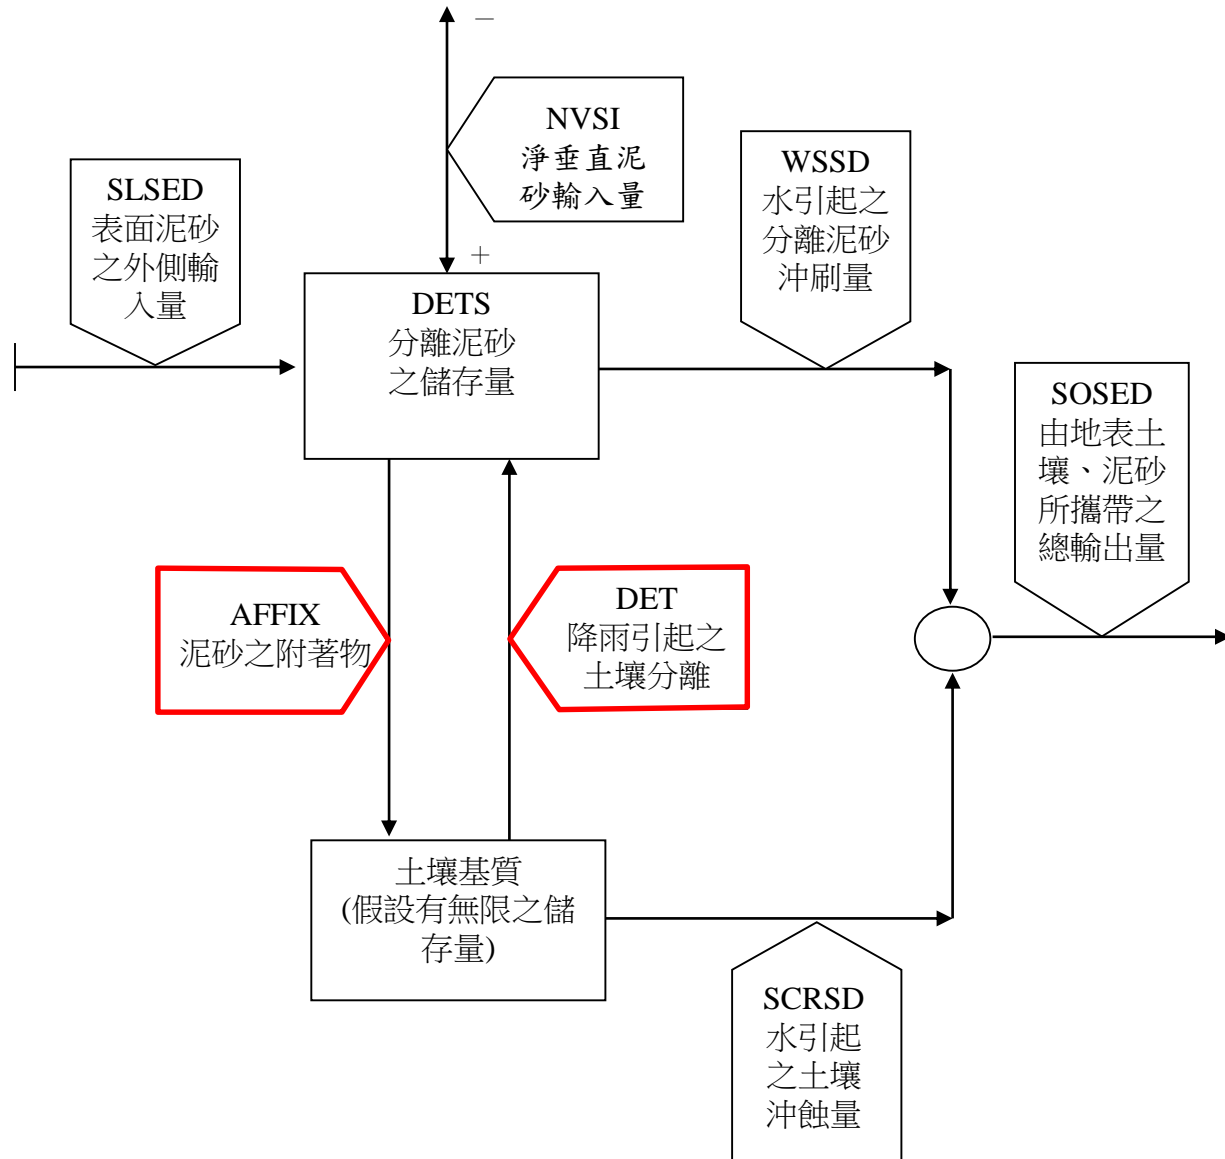 －
NVSI
淨垂直泥
砂輸入量
＋
SLSED
表面泥砂
之外側輸
入量
DETS
分離泥砂
之儲存量
WSSD
水引起之
分離泥砂
沖刷量
SOSED
由地表土
壤、泥砂
所攜帶之
總輸出量
AFFIX
泥砂之附著物
DET
降雨引起之
土壤分離
土壤基質
(假設有無限之儲
存量)
SCRSD
水引起
之土壤
沖蝕量